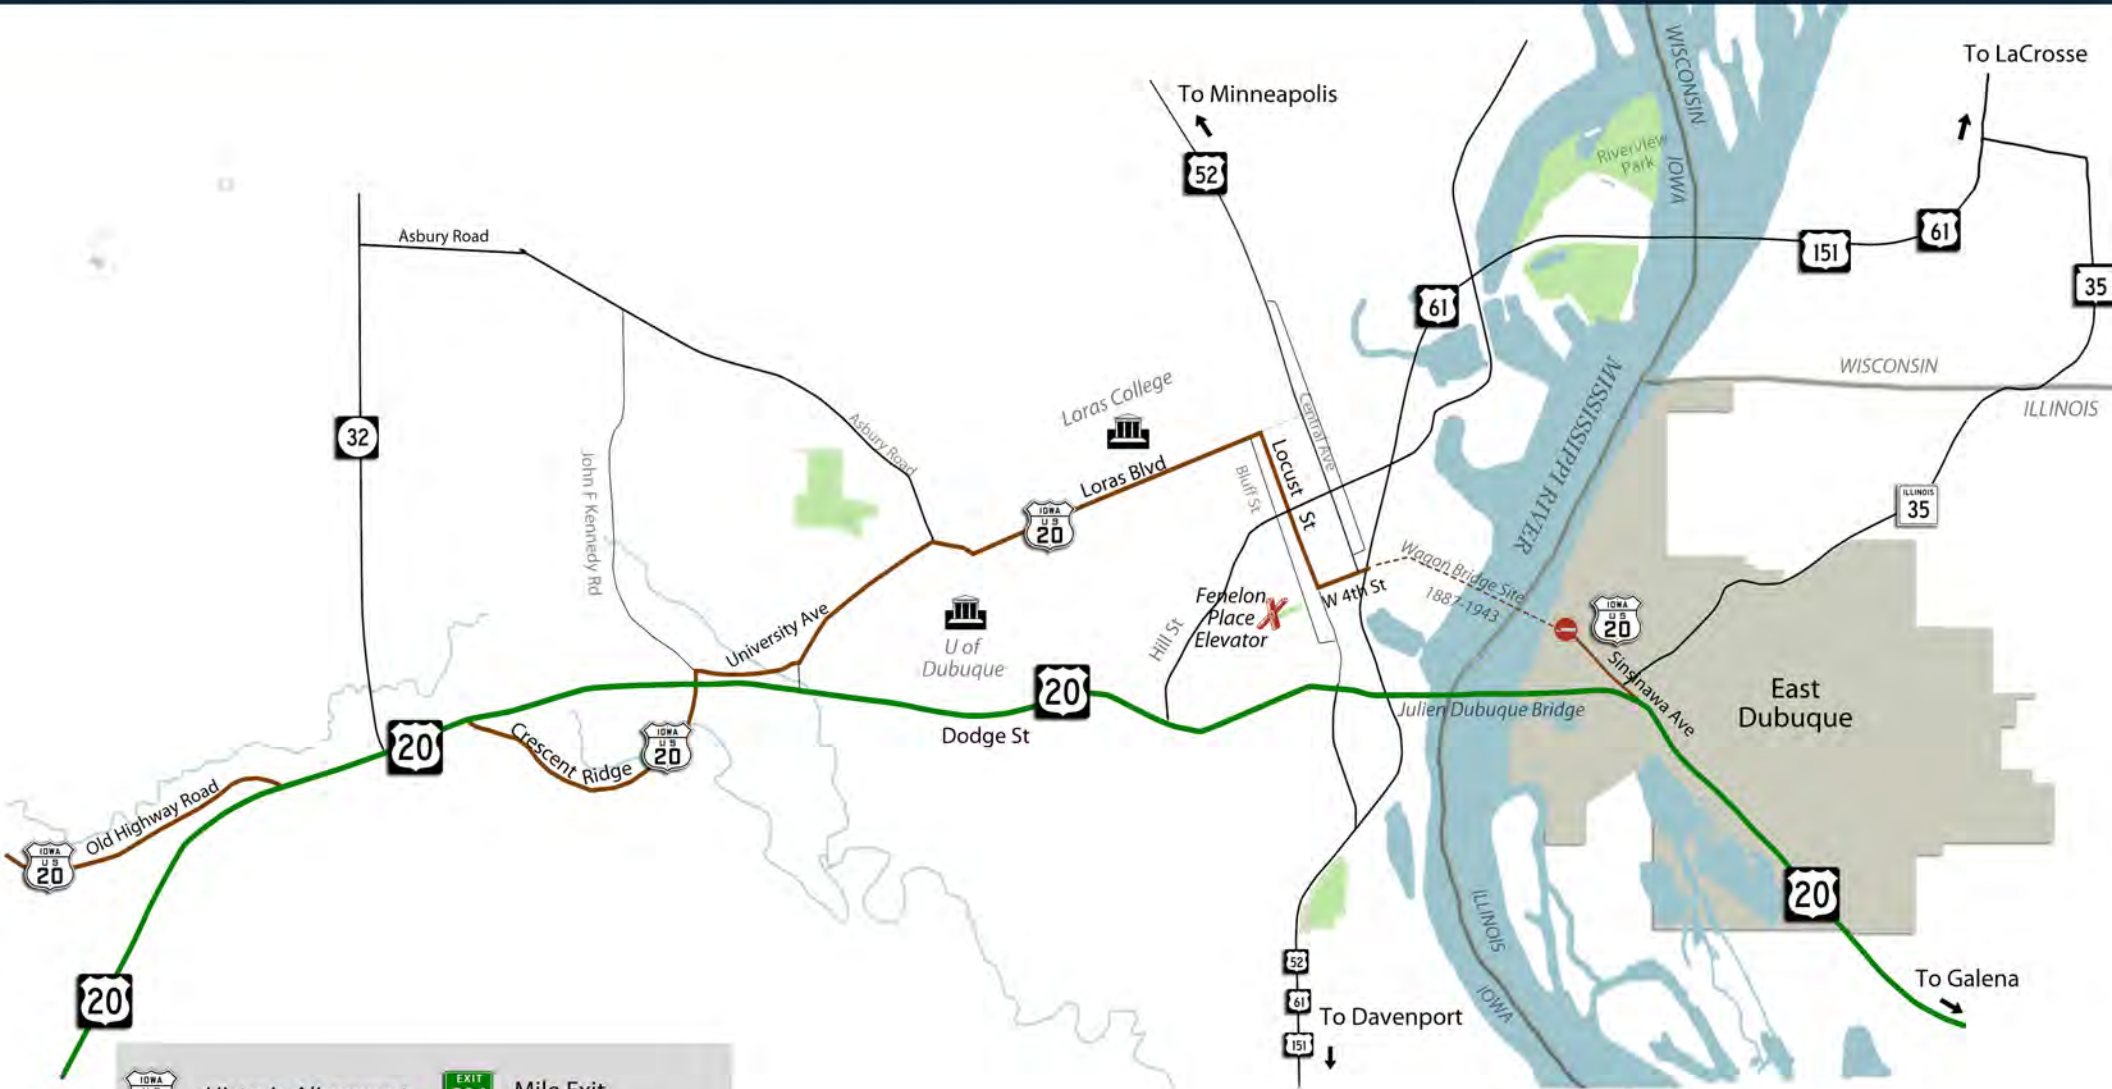 To LaCrosse
WISCONSIN
IOWA
To Minneapolis
52
Riverview
Park
61
151
35
Asbury Road
61
WISCONSIN
ILLINOIS
MISSISSIPPI RIVER
Loras College
Central Ave
Asbury Road
32
John F Kennedy Rd
Loras Blvd
Locust St
Bluff St
IOWA
US
20
ILLINOIS
35
Wagon Bridge Site
1887-1943
W 4th St
Fenelon
Place
Elevator
Hill St
University Ave
U of
Dubuque
IOWA
US
20
Sinsinawa Ave
East
Dubuque
20
Julien Dubuque Bridge
Dodge St
20
Crescent Ridge
IOWA
US
20
Old Highway Road
IOWA
US
20
20
ILLINOIS
IOWA
To Galena
52
61
151
To Davenport
20
IOWA
EXIT
Mile Exit